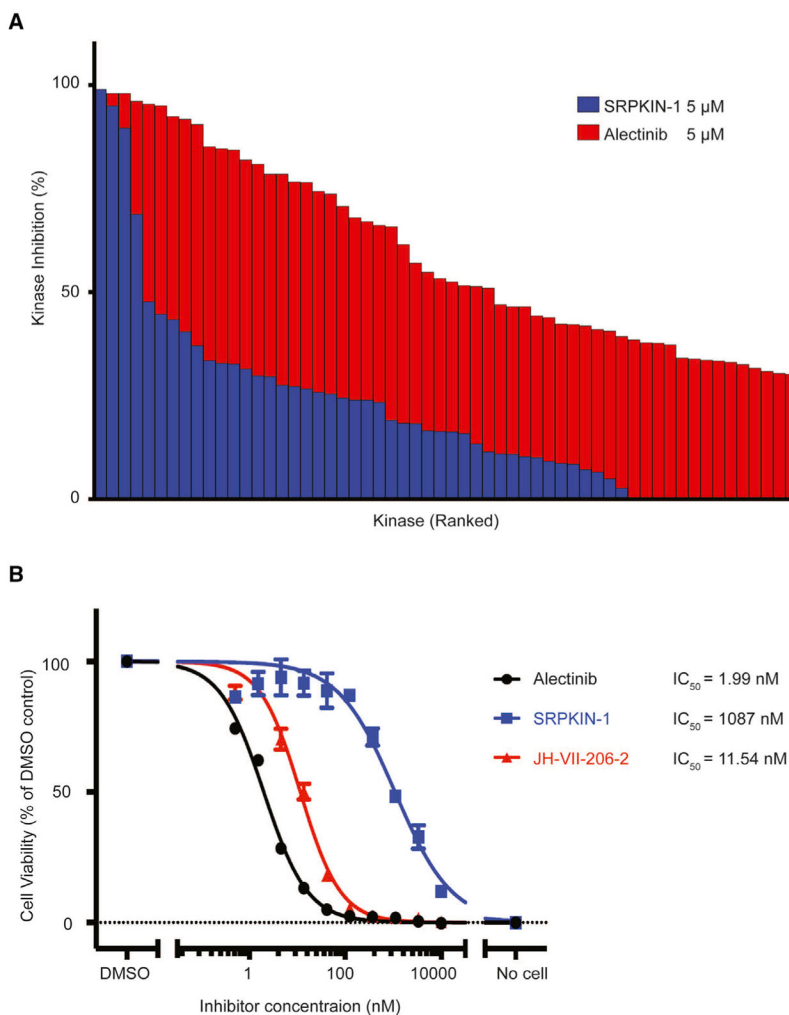 A
100
50
0
Kinase Inhibition (%)
SRPKIN-1 5 µM
Alectinib 5 µM
Kinase (Ranked)
B
100
50
0
Cell Viability (% of DMSO control)
Alectinib IC50 = 1.99 nM
SRPKIN-1 IC50 = 1087 nM
JH-VII-206-2 IC50 = 11.54 nM
DMSO 1 100 10000 No cell
Inhibitor concentraion (nM)